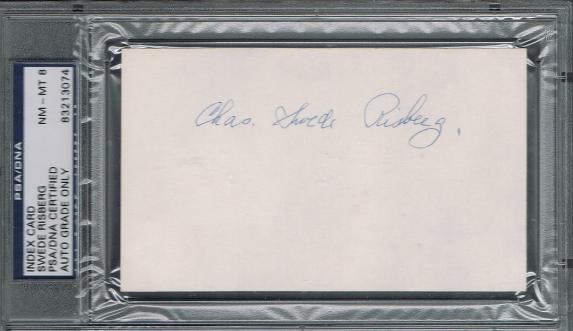 PSA/DNA
INDEX CARD
SWEDE RISBERG
PSA/DNA CERTIFIED
AUTO GRADE ONLY
NM - MT 8
83213074
Chas. Swede Risberg.